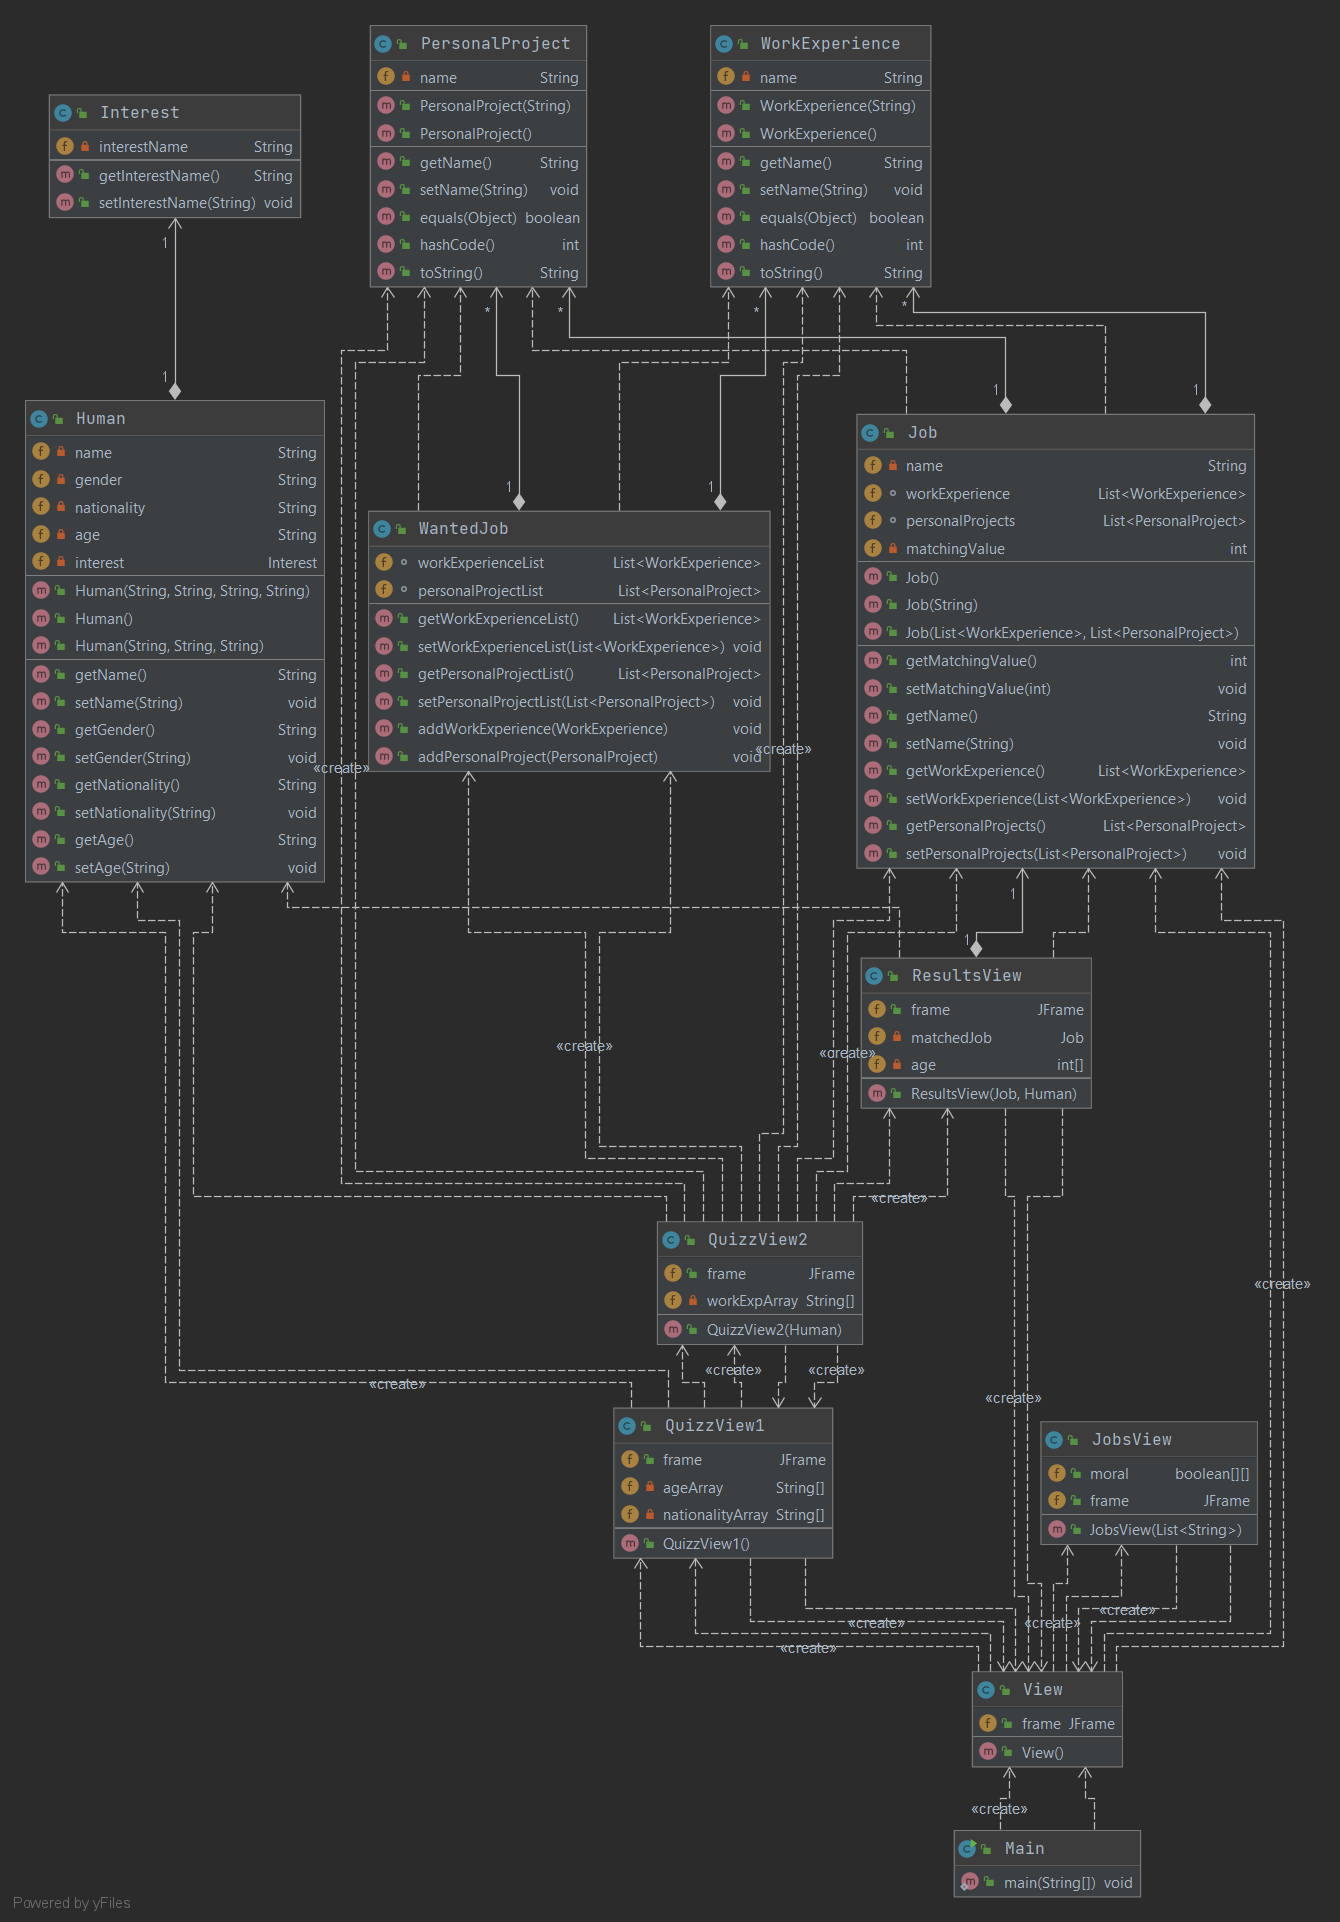 PersonalProject
name String
PersonalProject(String)
PersonalProject()
getName() String
setName(String) void
equals(Object) boolean
hashCode() int
toString() String
WorkExperience
name String
WorkExperience(String)
WorkExperience()
getName() String
setName(String) void
equals(Object) boolean
hashCode() int
toString() String
Interest
interestName String
getInterestName() String
setInterestName(String) void
1
*
*
*
*
1
1
1
1
1
Human
name String
gender String
nationality String
age String
interest Interest
Human(String, String, String, String)
Human()
Human(String, String, String)
getName() String
setName(String) void
getGender() String
setGender(String) void
getNationality() String
setNationality(String) void
getAge() String
setAge(String) void
WantedJob
workExperienceList List<WorkExperience>
personalProjectList List<PersonalProject>
getWorkExperienceList() List<WorkExperience>
setWorkExperienceList(List<WorkExperience>) void
getPersonalProjectList() List<PersonalProject>
setPersonalProjectList(List<PersonalProject>) void
addWorkExperience(WorkExperience) void
addPersonalProject(PersonalProject) void
Job
name String
workExperience List<WorkExperience>
personalProjects List<PersonalProject>
matchingValue int
Job()
Job(String)
Job(List<WorkExperience>, List<PersonalProject>)
getMatchingValue() int
setMatchingValue(int) void
getName() String
setName(String) void
getWorkExperience() List<WorkExperience>
setWorkExperience(List<WorkExperience>) void
getPersonalProjects() List<PersonalProject>
setPersonalProjects(List<PersonalProject>) void
«create»
«create»
1
1
ResultsView
frame JFrame
matchedJob Job
age int[]
ResultsView(Job, Human)
«create»
«create»
«create»
QuizzView2
frame JFrame
workExpArray String[]
QuizzView2(Human)
«create»
«create»
«create»
«create»
«create»
QuizzView1
frame JFrame
ageArray String[]
nationalityArray String[]
QuizzView1()
JobsView
moral boolean[][]
frame JFrame
JobsView(List<String>)
«create»
«create»
«create»
«create»
View
frame JFrame
View()
«create»
Main
main(String[]) void
Powered by yFiles